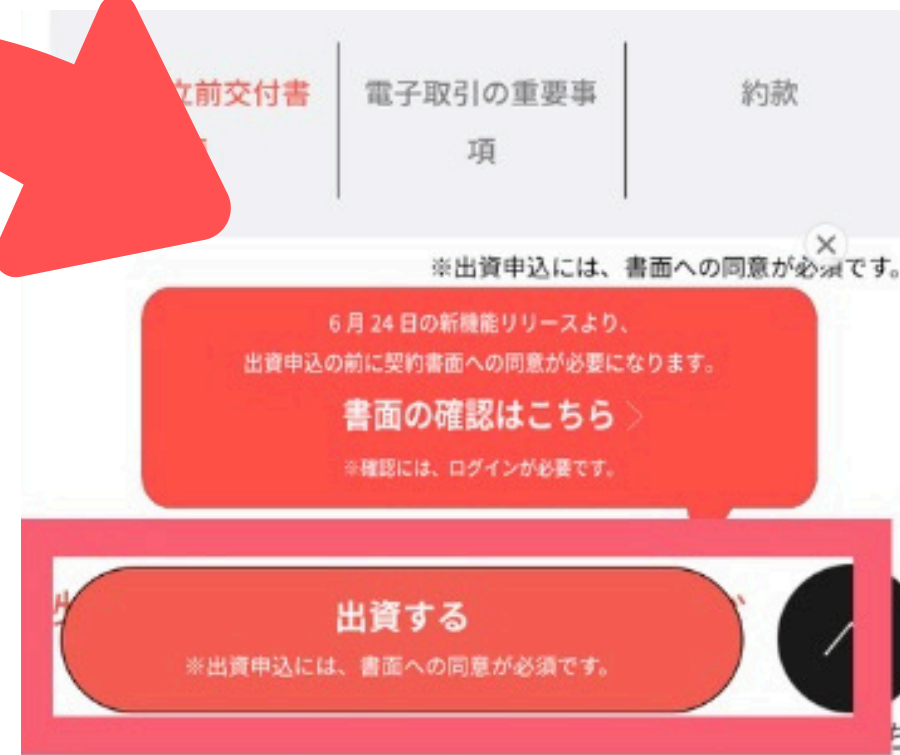 前交付書
電子取引の重要事
項
約款
※出資申込には、書面への同意が必須です。
6月24日の新機能リリースより、
出資申込の前に契約書面への同意が必要になります。
書面の確認はこちら >
※確認には、ログインが必要です。
出資する
※出資申込には、書面への同意が必須です。